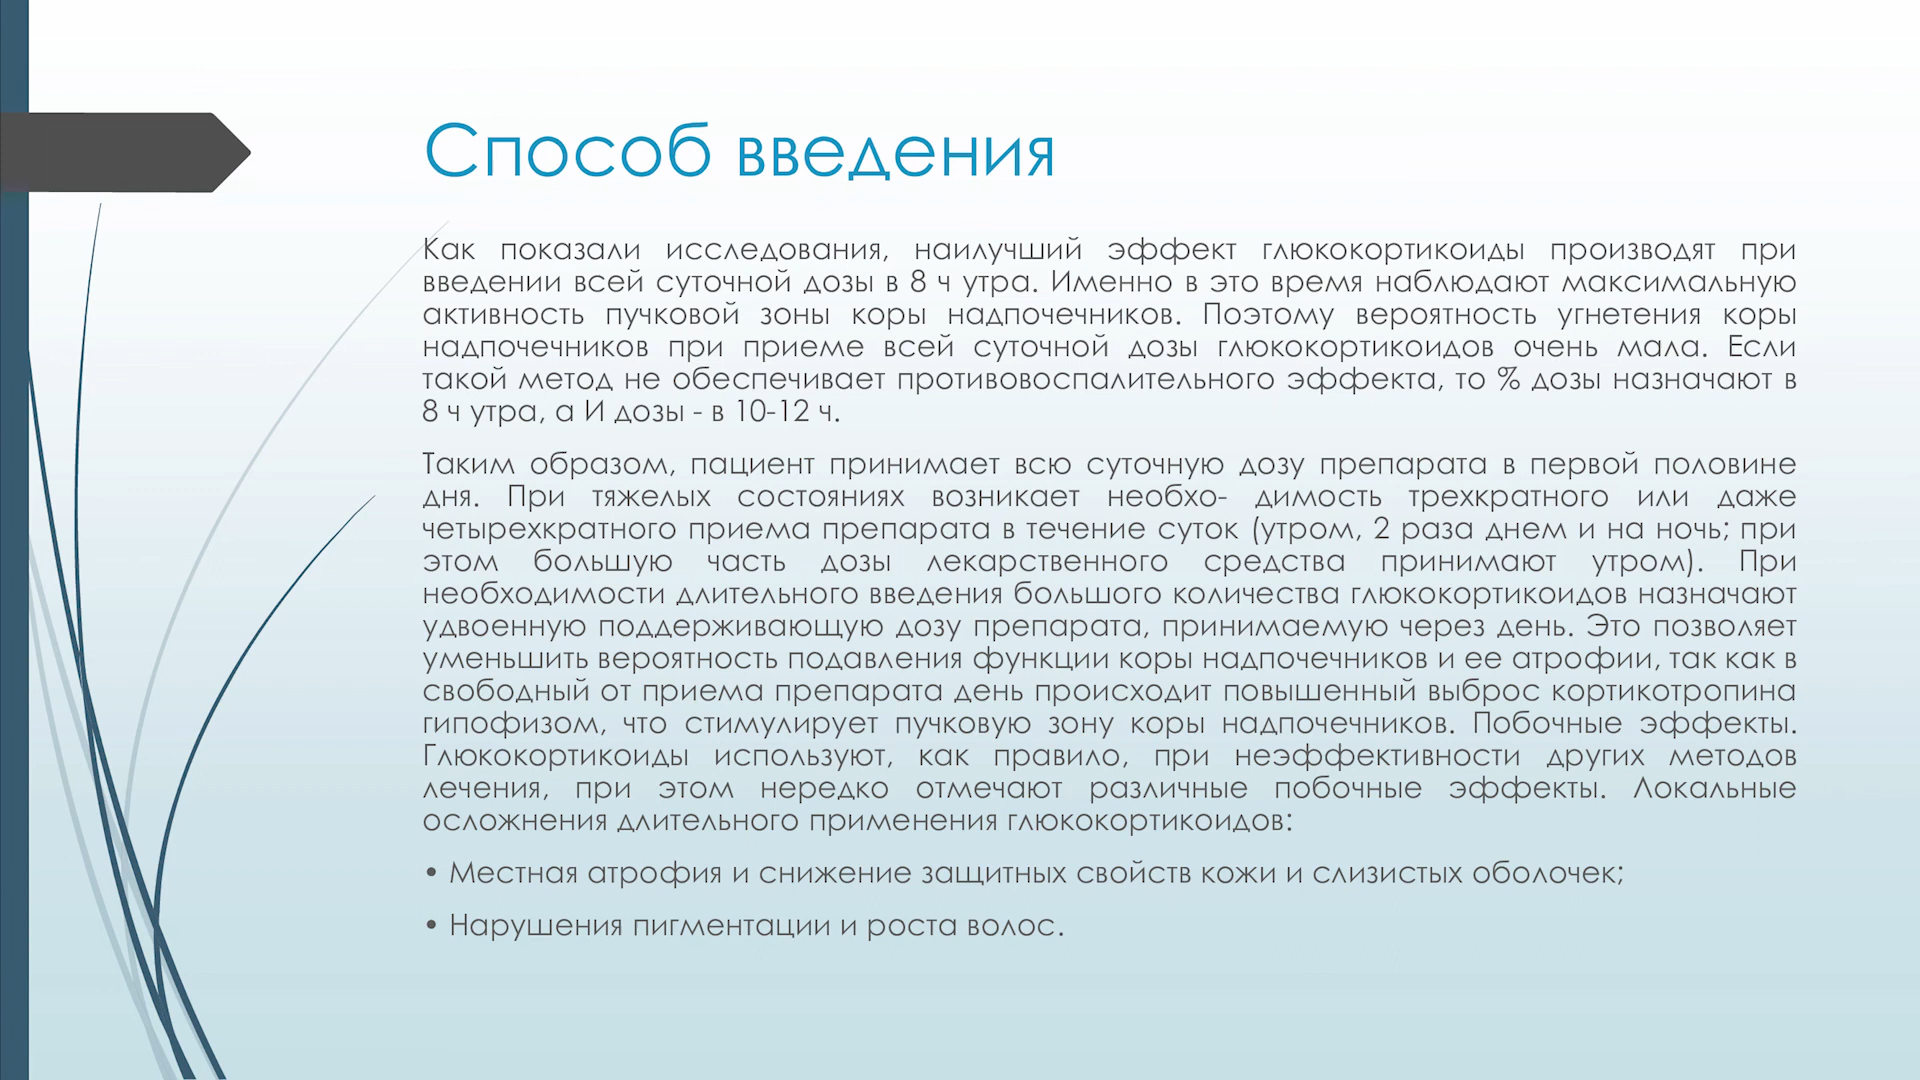 Способ введения
Как показали исследования, наилучший эффект глюкокортикоиды производят при
введении всей суточной дозы в 8 ч утра. Именно в это время наблюдают максимальную
активность пучковой зоны коры надпочечников. Поэтому вероятность угнетения коры
надпочечников при приеме всей суточной дозы глюкокортикоидов очень мала. Если
такой метод не обеспечивает противовоспалительного эффекта, то % дозы назначают в
8 ч утра, а И дозы - в 10-12 ч.
Таким образом, пациент принимает всю суточную дозу препарата в первой половине
дня. При тяжелых состояниях возникает необхо- димость трехкратного или даже
четырехкратного приема препарата в течение суток (утром, 2 раза днем и на ночь; при
этом большую часть дозы лекарственного средства принимают утром). При
необходимости длительного введения большого количества глюкокортикоидов назначают
удвоенную поддерживающую дозу препарата, принимаемую через день. Это позволяет
уменьшить вероятность подавления функции коры надпочечников и ее атрофии, так как в
свободный от приема препарата день происходит повышенный выброс кортикотропина
гипофизом, что стимулирует пучковую зону коры надпочечников. Побочные эффекты.
Глюкокортикоиды используют, как правило, при неэффективности других методов
лечения, при этом нередко отмечают различные побочные эффекты. Локальные
осложнения длительного применения глюкокортикоидов:
• Местная атрофия и снижение защитных свойств кожи и слизистых оболочек;
• Нарушения пигментации и роста волос.